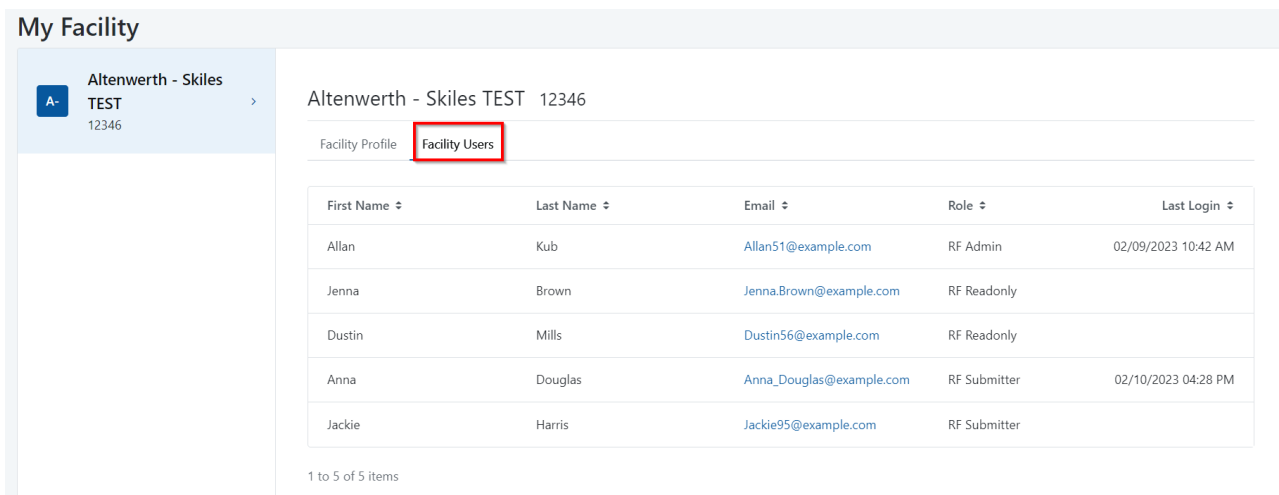 My Facility
A-
Altenwerth - Skiles
TEST
12346
Altenwerth - Skiles TEST 12346
Facility Profile Facility Users
First Name Last Name Email Role Last Login
Allan Kub Allan51@example.com RF Admin 02/09/2023 10:42 AM
Jenna Brown Jenna.Brown@example.com RF Readonly
Dustin Mills Dustin56@example.com RF Readonly
Anna Douglas Anna_Douglas@example.com RF Submitter 02/10/2023 04:28 PM
Jackie Harris Jackie95@example.com RF Submitter
1 to 5 of 5 items